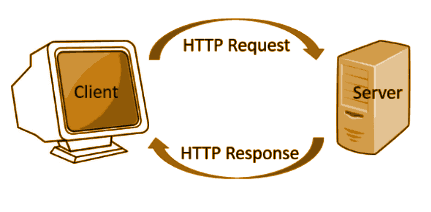 HTTP Request
Client
Server
HTTP Response